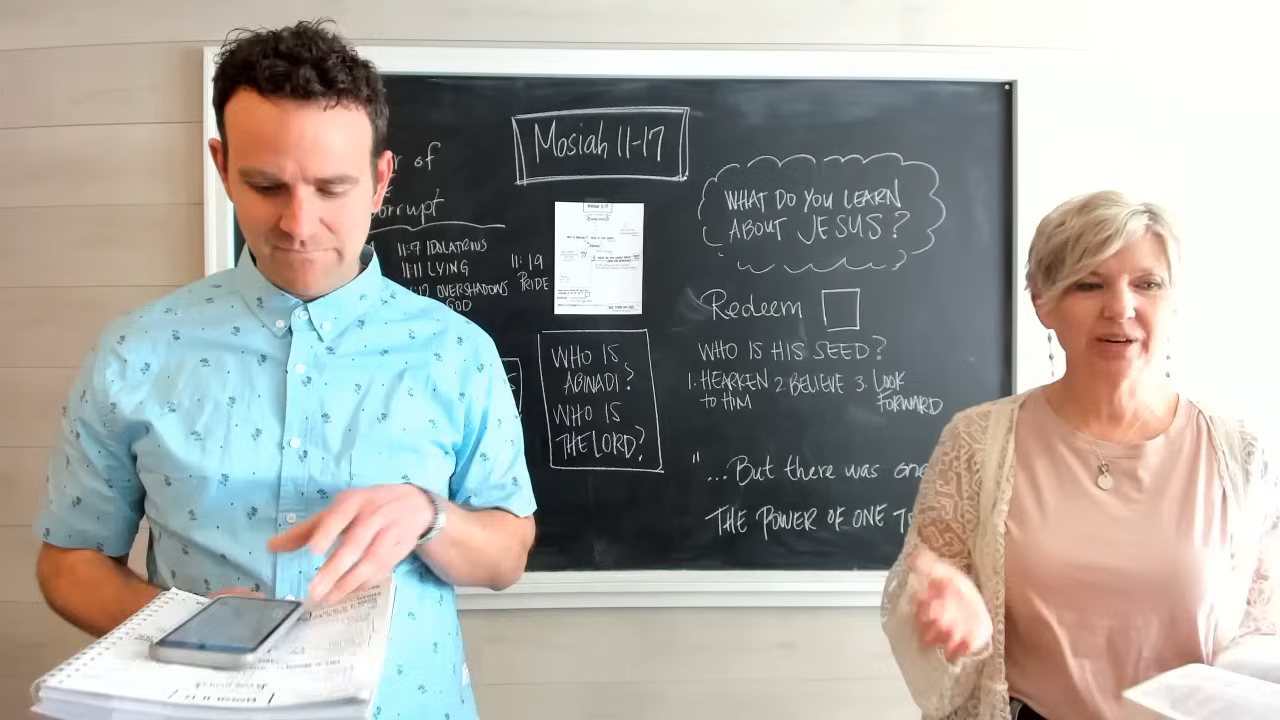 Mosiah 11-17
of
orrupt
11:7 IDOLATRIUS
11:11 LYING
OVERSHADOWS
GOD
11:19
PRIDE
WHO IS
ABINADI?
WHO IS
THE LORD?
WHAT DO YOU LEARN
ABOUT JESUS?
Redeem
WHO IS HIS SEED?
1. HEARKEN 2 BELIEVE 3. LOOK
to HIM FORWARD
"...But there was one
THE POWER OF ONE T